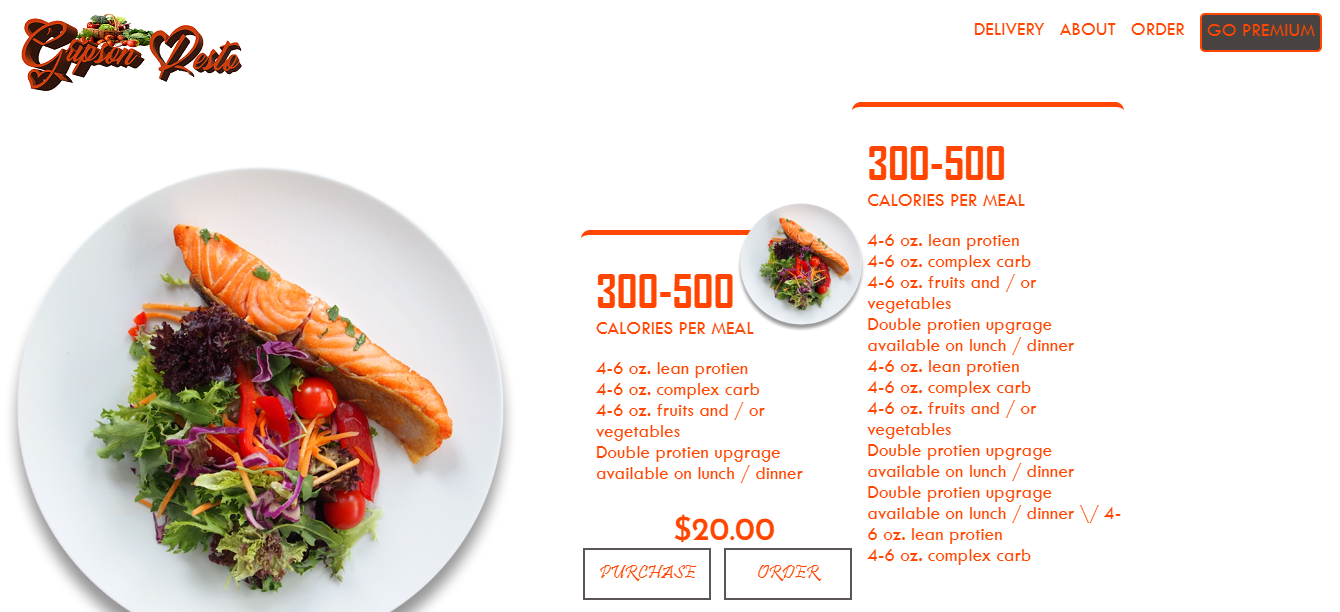 Gripson Resto
DELIVERY ABOUT ORDER GO PREMIUM
300-500
CALORIES PER MEAL
4-6 oz. lean protien
4-6 oz. complex carb
4-6 oz. fruits and / or
vegetables
Double protien upgrage
available on lunch / dinner
$20.00
PURCHASE ORDER
300-500
CALORIES PER MEAL
4-6 oz. lean protien
4-6 oz. complex carb
4-6 oz. fruits and / or
vegetables
Double protien upgrage
available on lunch / dinner
4-6 oz. lean protien
4-6 oz. complex carb
4-6 oz. fruits and / or
vegetables
Double protien upgrage
available on lunch / dinner
Double protien upgrage
available on lunch / dinner \/ 4-
6 oz. lean protien
4-6 oz. complex carb